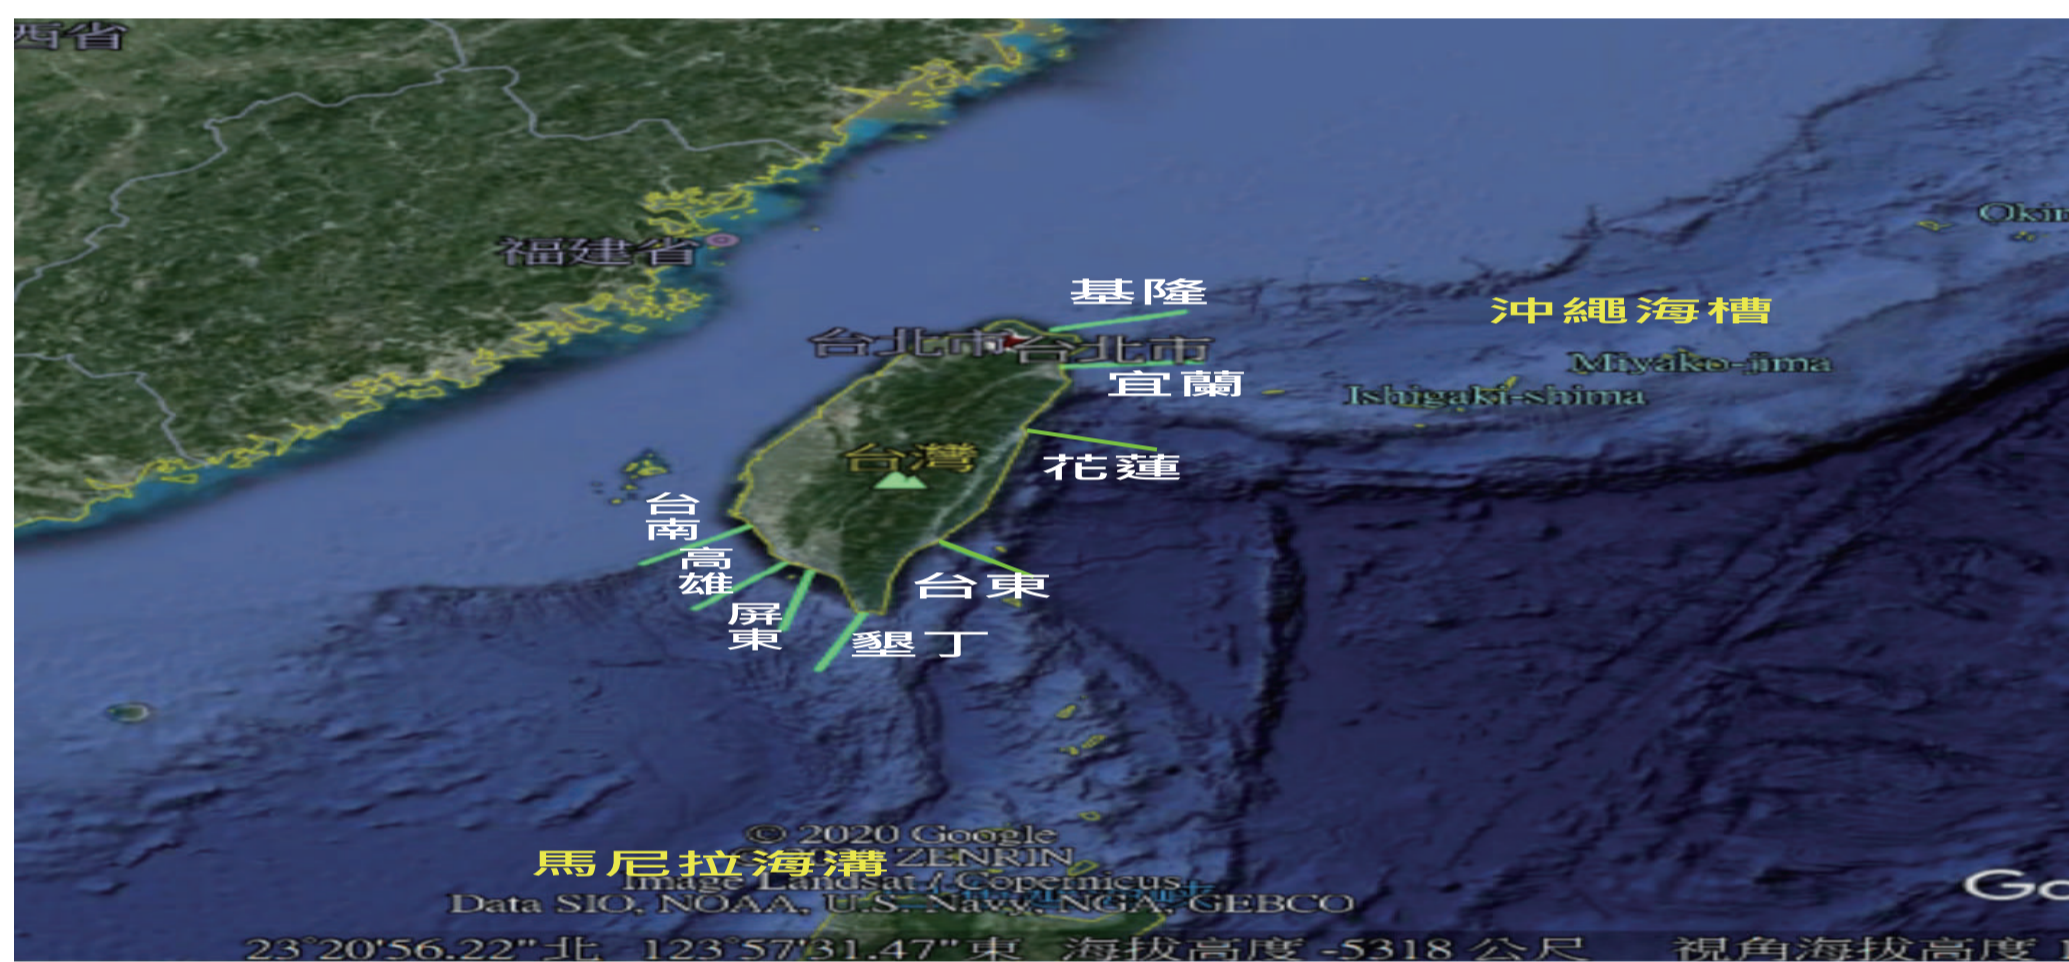 西省
福建省
Okin
基隆
沖繩海槽
台北市
台北市
Miyako-jima
宜蘭
Ishigaki-shima
台灣
花蓮
台南
高雄
屏東
台東
墾丁
© 2020 Google
ZENRIN
馬尼拉海溝
Image Landsat / Copernicus
Data SIO, NOAA, U.S. Navy, NGA, GEBCO
Go
23°20'56.22"北 123°57'31.47"東 海拔高度 -5318 公尺 視角海拔高度